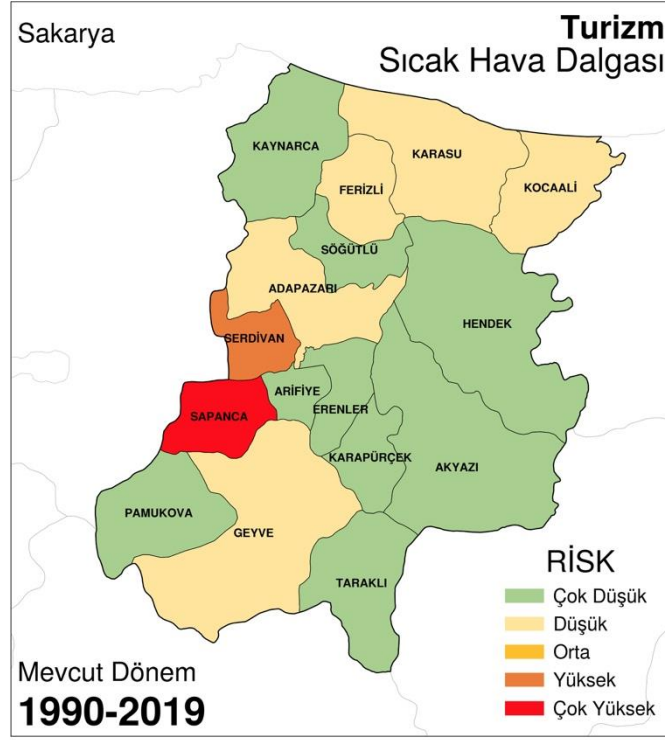 Sakarya
Turizm
Sıcak Hava Dalgası
KAYNARCA
KARASU
FERİZLİ
KOCAALİ
SÖĞÜTLÜ
ADAPAZARI
HENDEK
SERDİVAN
ARİFİYE
ERENLER
SAPANCA
KARAPÜRÇEK
AKYAZI
PAMUKOVA
GEYVE
TARAKLI
RİSK
Çok Düşük
Düşük
Orta
Yüksek
Çok Yüksek
Mevcut Dönem
1990-2019